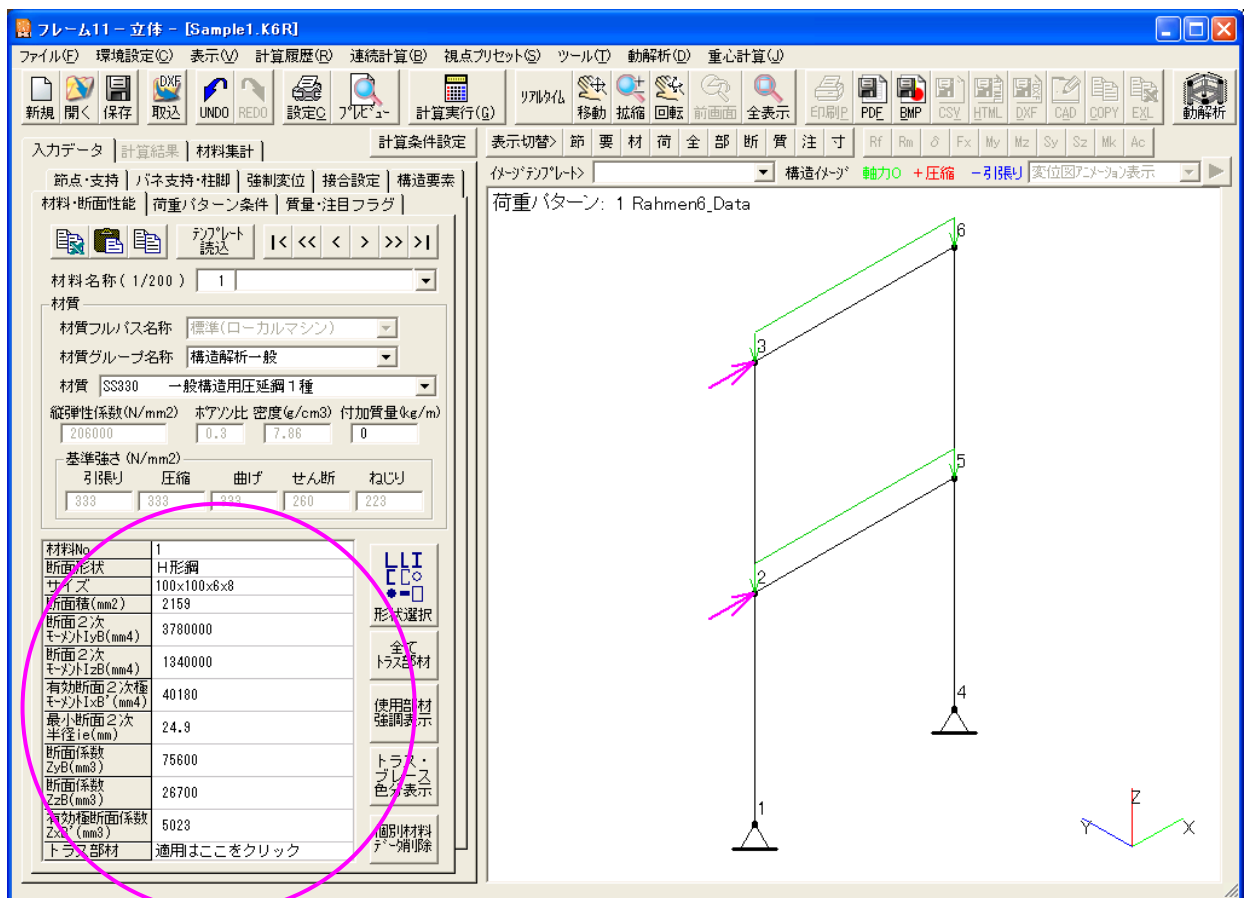 フレーム11 - 立体 - [Sample1.K6R]
ファイル(F) 環境設定(C) 表示(V) 計算履歴(R) 連続計算(B) 視点プリセット(S) ツール(T) 動解析(D) 重心計算(J)
新規 開く 保存 DXF 取込 UNDO REDO 設定C プレビュー 計算実行(G) リアルタイム 移動 拡縮 回転 前画面 全表示 印刷P PDF BMP CSV HTML DXF CAD COPY EXL 動解析
入力データ 計算結果 材料集計 計算条件設定 表示切替> 節 要 材 荷 全 部 断 質 注 寸 Rf Rm δ Fx My Mz Sy Sz Mk Ac
節点・支持 バネ支持・柱脚 強制変位 接合設定 構造要素
イメージテンプレート> 構造イメージ 軸力0 +圧縮 -引張り 変位図アニメーション表示
材料・断面性能 荷重パターン条件 質量・注目フラグ
荷重パターン: 1 Rahmen6_Data
テンプレート読込 |< << < > >> >|
材料名称(1/200) 1
材質
材質フルパス名称 標準(ローカルマシン)
材質グループ名称 構造解析一般
材質 SS330 一般構造用圧延鋼1種
縦弾性係数(N/mm2) ポアソン比 密度(g/cm3) 付加質量(kg/m)
206000 0.3 7.86 0
基準強さ(N/mm2)
引張り 圧縮 曲げ せん断 ねじり
333 333 333 260 223
材料No 1
断面形状 H形鋼
サイズ 100x100x6x8
断面積(mm2) 2159
断面2次モーメントIyB(mm4) 3780000
断面2次モーメントIzB(mm4) 1340000
有効断面2次極モーメントIxB'(mm4) 40180
最小断面2次半径ie(mm) 24.9
断面係数ZyB(mm3) 75600
断面係数ZzB(mm3) 26700
有効極断面係数ZxB'(mm3) 5023
トラス部材 適用はここをクリック
形状選択
全てトラス部材
使用部材強調表示
トラス・ブレース色分表示
個別材料データ削除
6
3
5
2
4
1
Z
Y
X